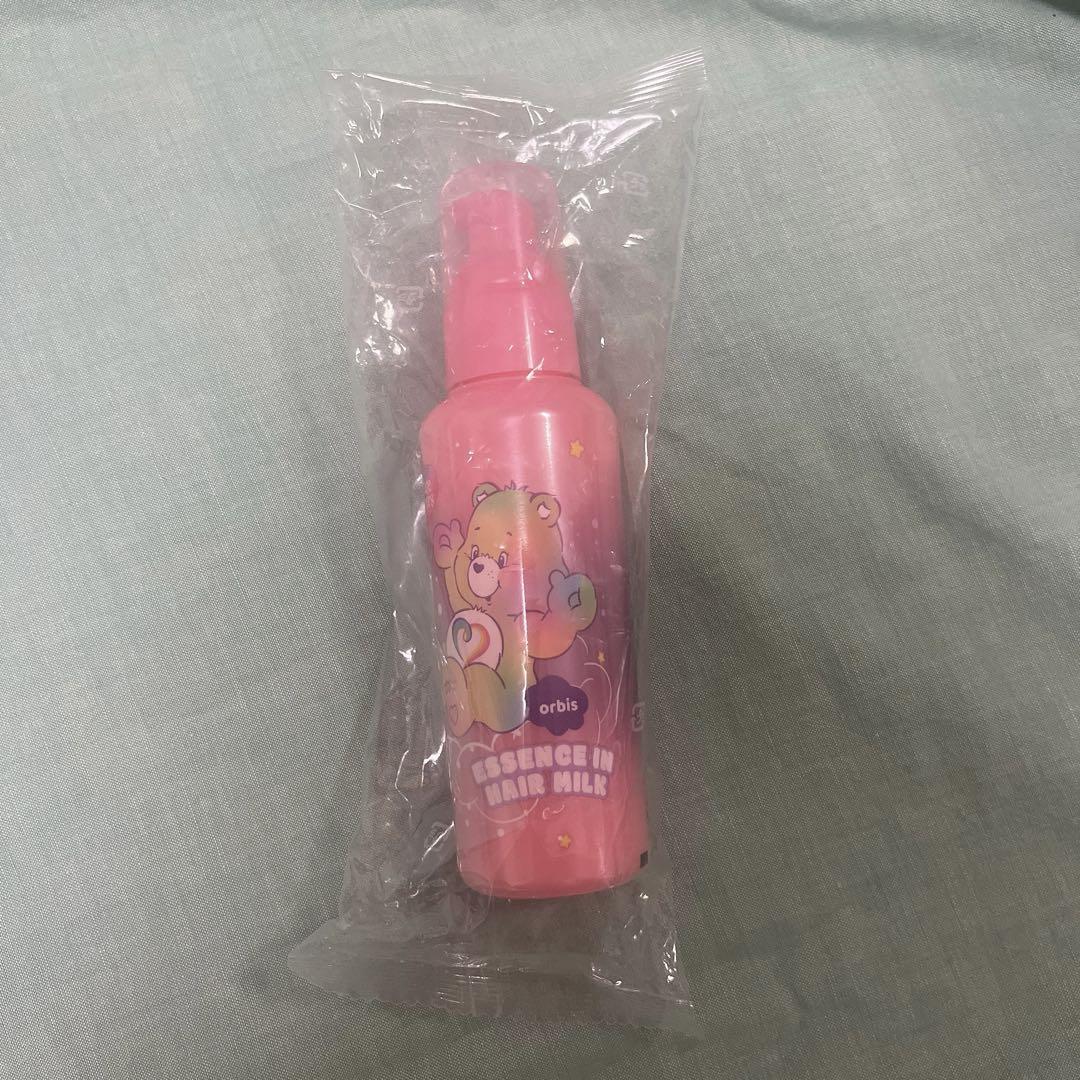 orbis
ESSENCE IN
HAIR MILK